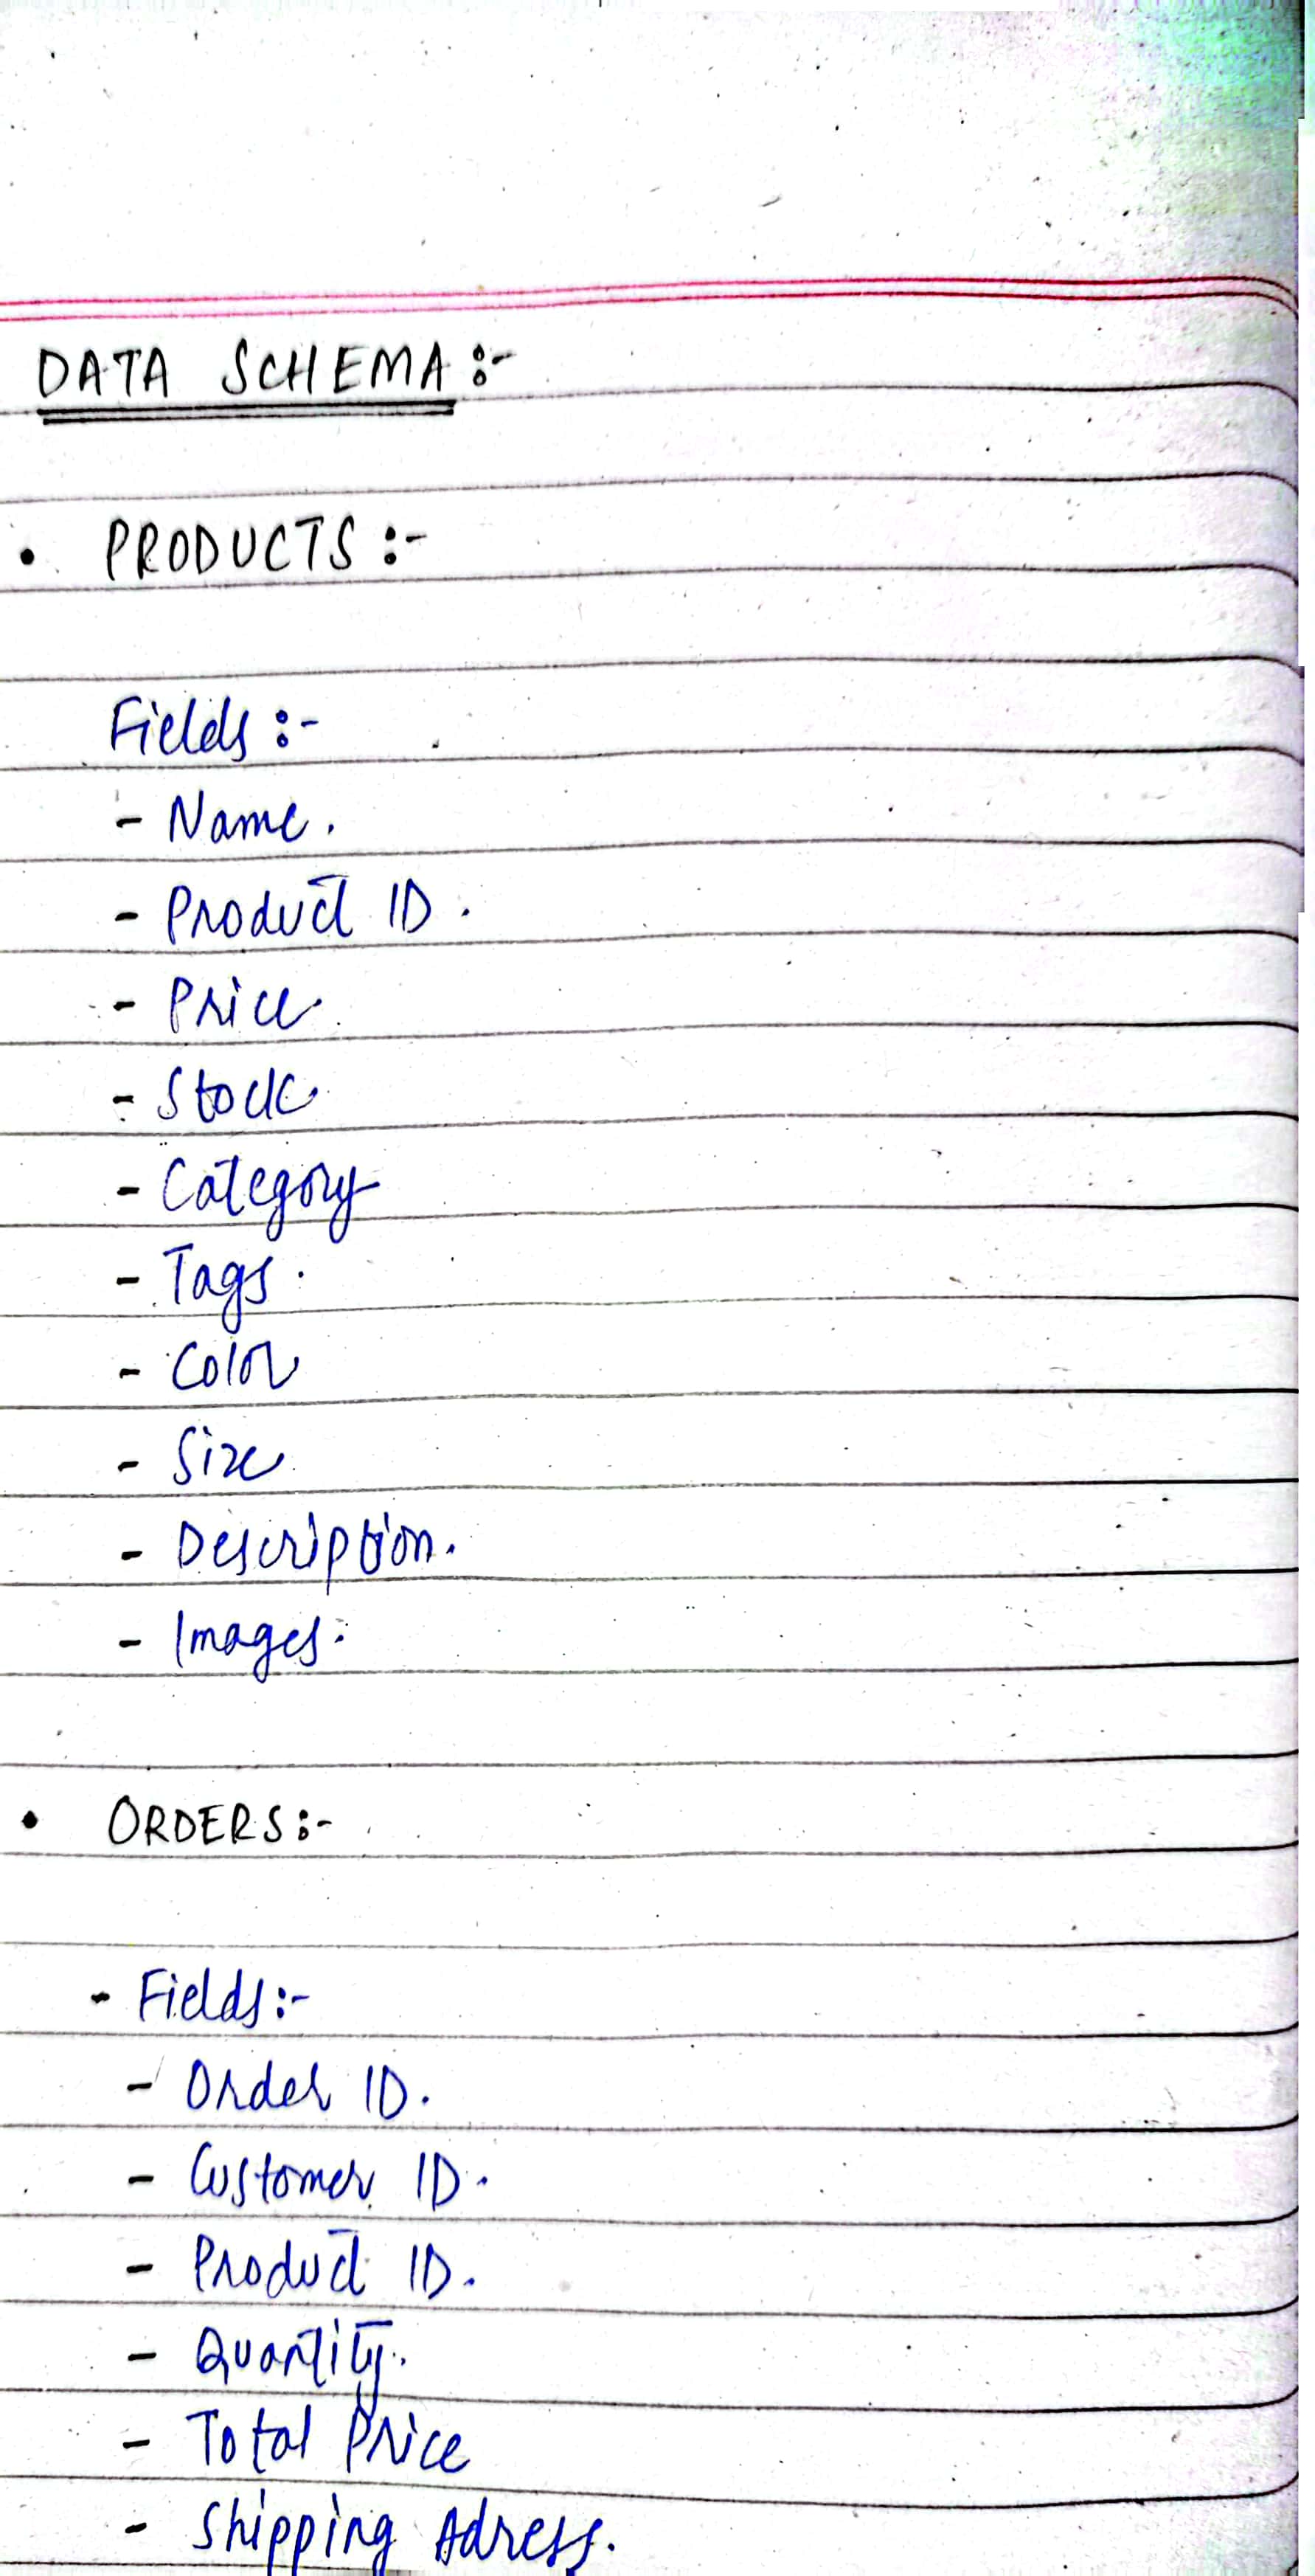 DATA SCHEMA :-
• PRODUCTS :-
Fields :-
- Name.
- Product ID.
- Price.
- Stock.
- Category
- Tags.
- Color
- Size
- Description.
- Images.
• ORDERS :-
- Fields :-
- Order ID.
- Customer ID.
- Product ID.
- Quantity.
- Total Price
- Shipping Adress.